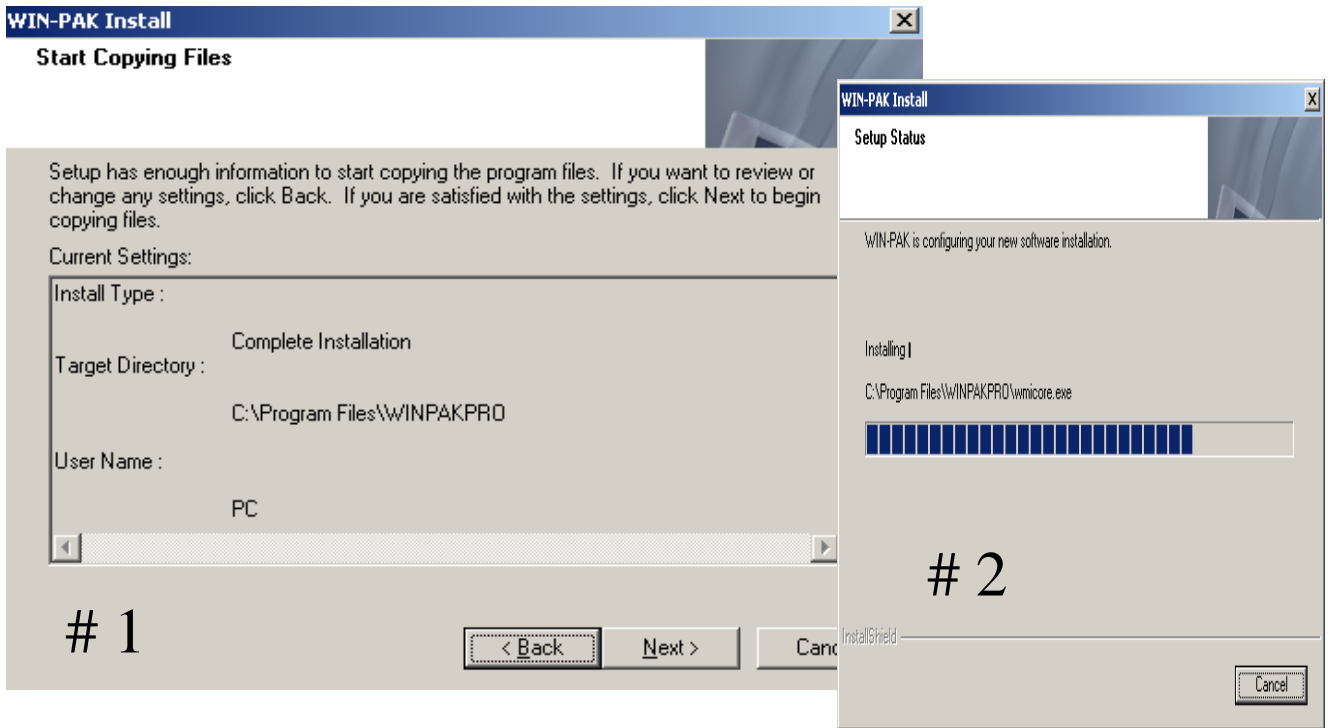 WIN-PAK Install
Start Copying Files
Setup has enough information to start copying the program files. If you want to review or
change any settings, click Back. If you are satisfied with the settings, click Next to begin
copying files.
Current Settings:
Install Type :
Complete Installation
Target Directory :
C:\Program Files\WINPAKPRO
User Name :
PC
# 1
< Back
Next >
WIN-PAK Install
Setup Status
WIN-PAK is configuring your new software installation.
Installing
C:\Program Files\WINPAKPRO\wmicore.exe
# 2
InstallShield
Cancel